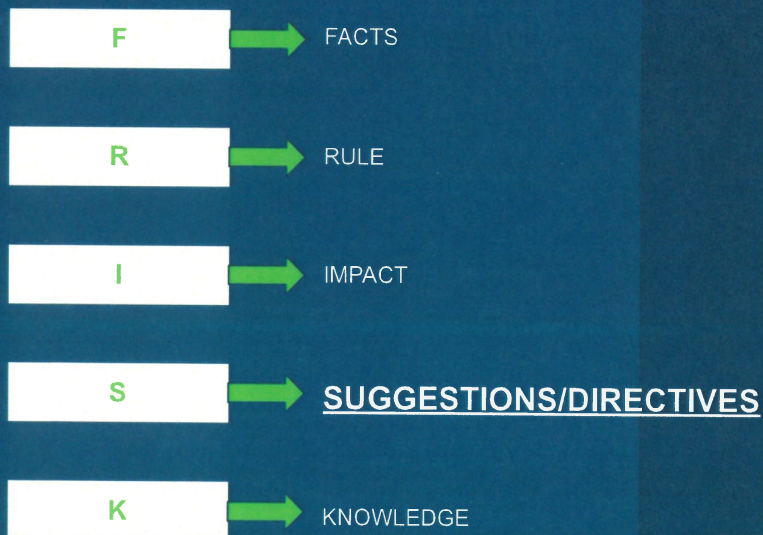 F FACTS
R RULE
I IMPACT
S SUGGESTIONS/DIRECTIVES
K KNOWLEDGE